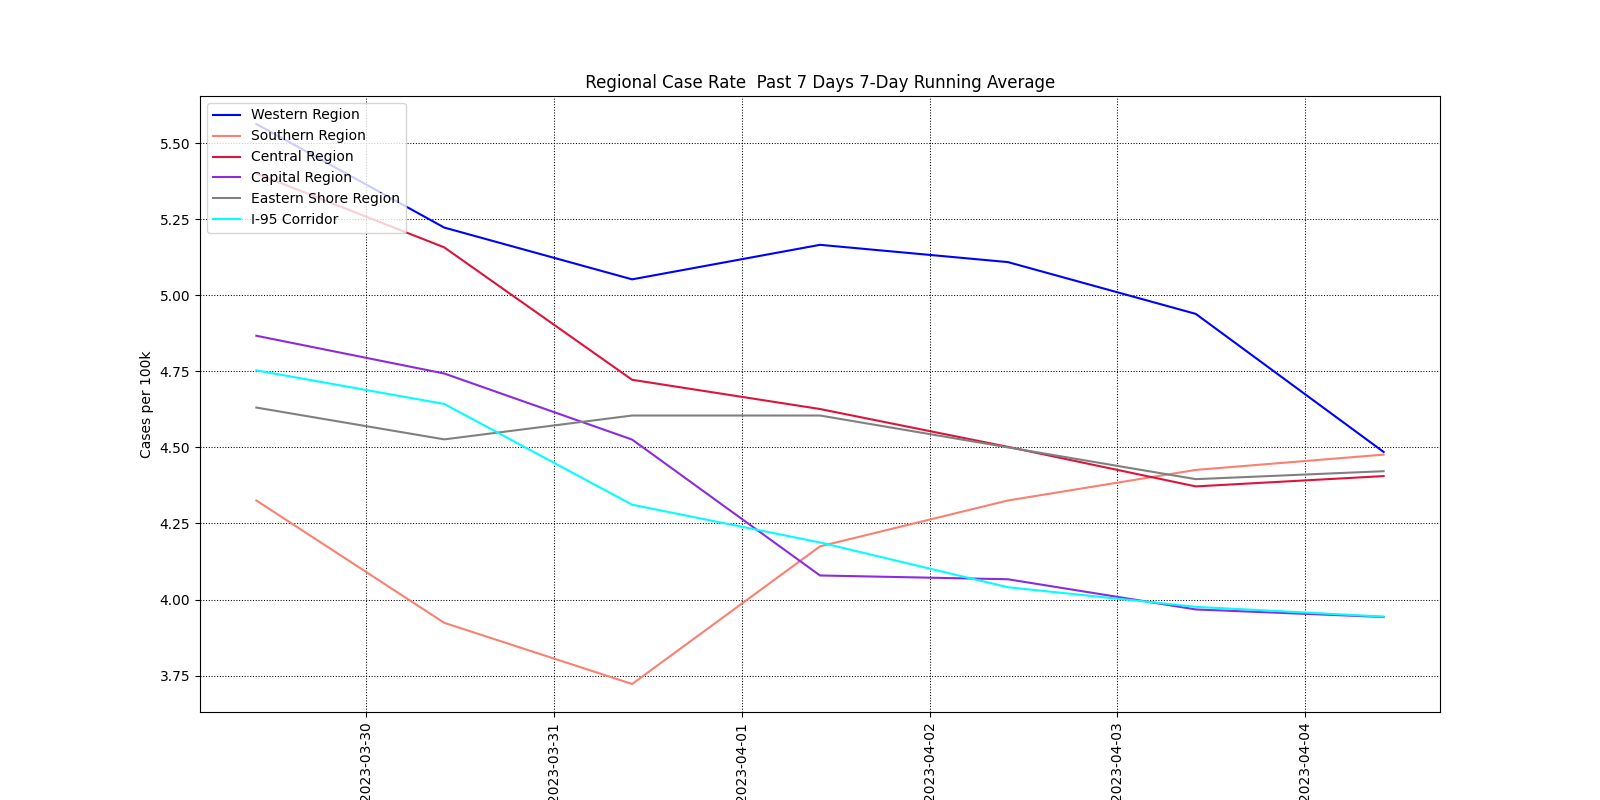 Regional Case Rate  Past 7 Days 7-Day Running Average
Western Region
Southern Region
Central Region
Capital Region
Eastern Shore Region
I-95 Corridor
5.50
5.25
5.00
4.75
4.50
4.25
4.00
3.75
Cases per 100k
2023-03-30
2023-03-31
2023-04-01
2023-04-02
2023-04-03
2023-04-04